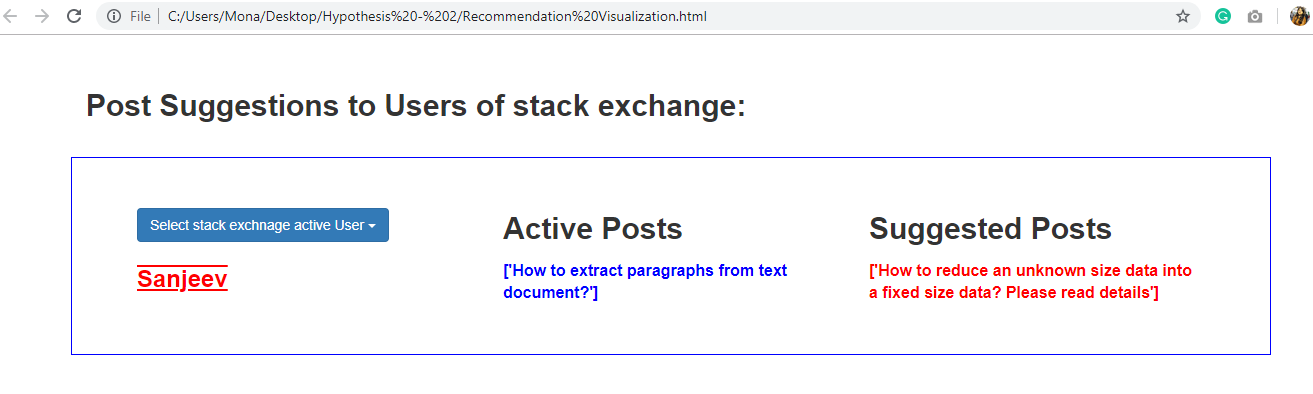 File
C:/Users/Mona/Desktop/Hypothesis%20-%202/Recommendation%20Visualization.html
Post Suggestions to Users of stack exchange:
Select stack exchnage active User
Sanjeev
Active Posts
['How to extract paragraphs from text
document?']
Suggested Posts
['How to reduce an unknown size data into
a fixed size data? Please read details']